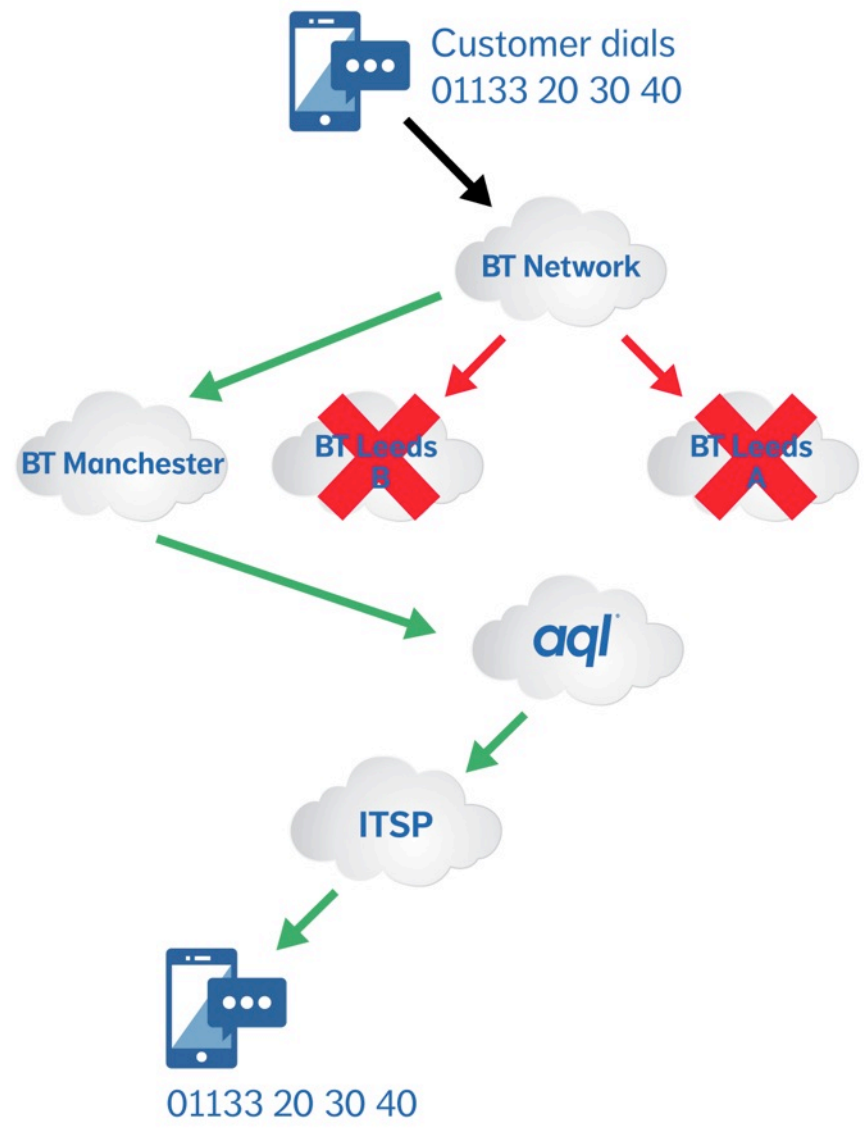 Customer dials
01133 20 30 40
BT Network
BT Manchester
BT Leeds
B
BT Leeds
A
aql
ITSP
01133 20 30 40